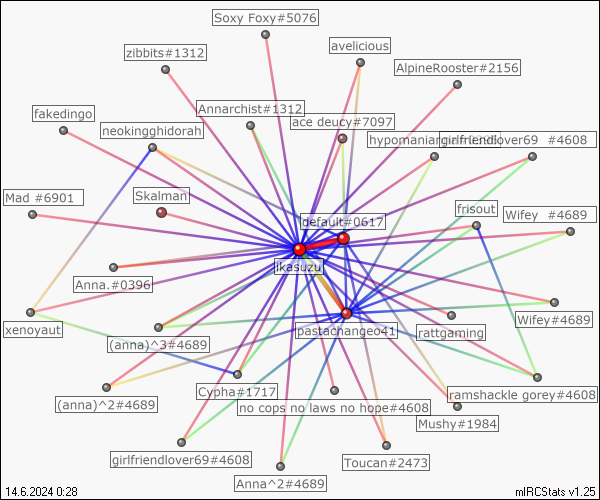 Soxy Foxy#5076
avelicious
zibbits#1312
AlpineRooster#2156
Annarchist#1312
fakedingo
ace deucy#7097
neokingghidorah
girlfriendlover69 #4608
Skalman
Mad #6901
frisout
default#0617
Wifey #4689
jkasuzu
Anna.#0396
Wifey#4689
xenoyaut
pastachangeo41
rattgaming
(anna)^3#4689
Cypha#1717
ramshackle gorey#4608
(anna)^2#4689
no cops no laws no hope#4608
Mushy#1984
girlfriendlover69#4608
Toucan#2473
Anna^2#4689
14.6.2024 0:28
mIRCStats v1.25